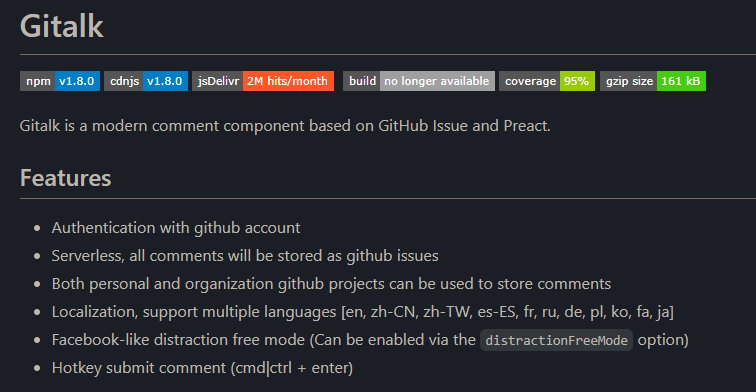 Gitalk
npm v1.8.0 cdnjs v1.8.0 jsDelivr 2M hits/month build no longer available coverage 95% gzip size 161 kB
Gitalk is a modern comment component based on GitHub Issue and Preact.
Features
• Authentication with github account
• Serverless, all comments will be stored as github issues
• Both personal and organization github projects can be used to store comments
• Localization, support multiple languages [en, zh-CN, zh-TW, es-ES, fr, ru, de, pl, ko, fa, ja]
• Facebook-like distraction free mode (Can be enabled via the distractionFreeMode option)
• Hotkey submit comment (cmd|ctrl + enter)